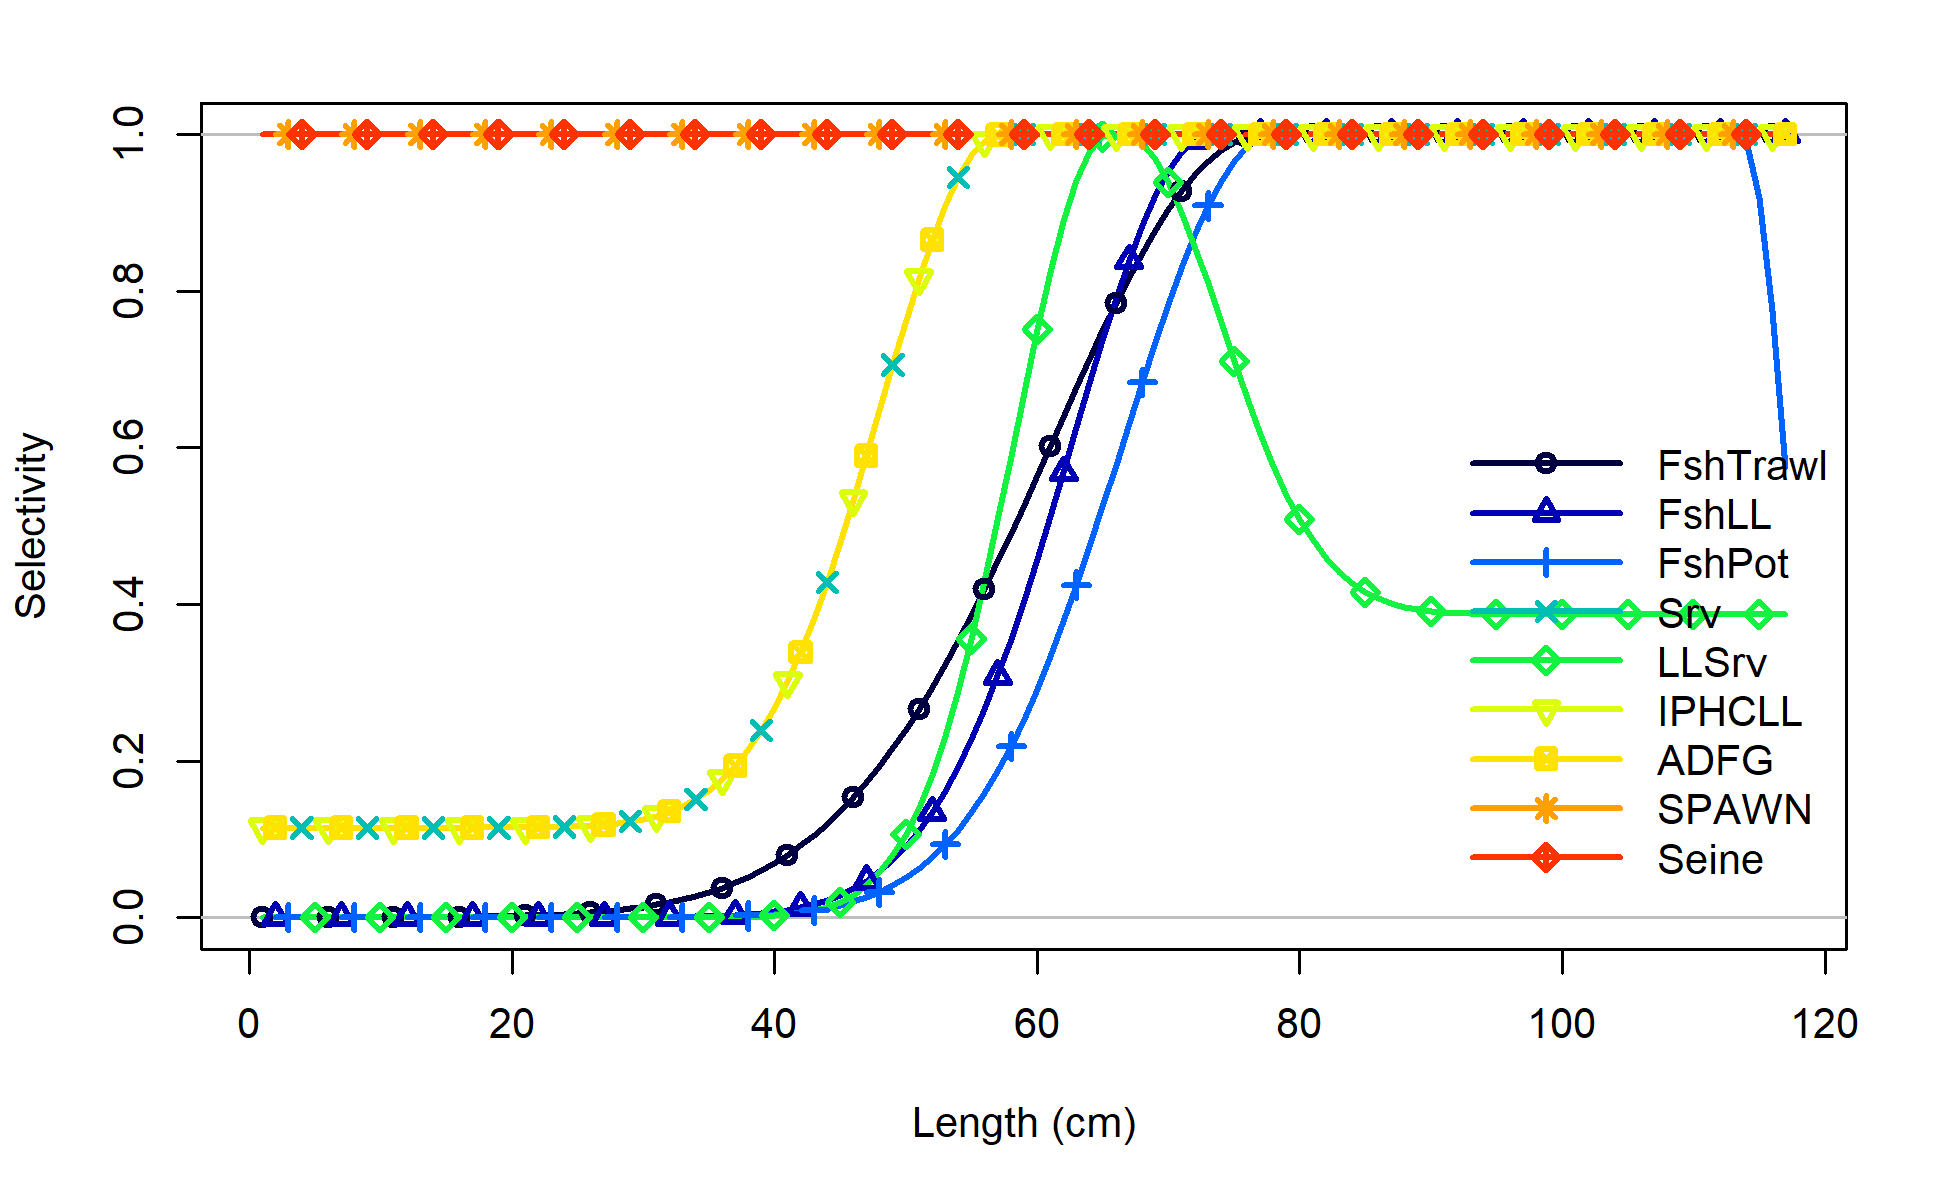 1.0
0.8
0.6
0.4
0.2
0.0
Selectivity
0 20 40 60 80 100 120
Length (cm)
FshTrawl
FshLL
FshPot
Srv
LLSrv
IPHCLL
ADFG
SPAWN
Seine